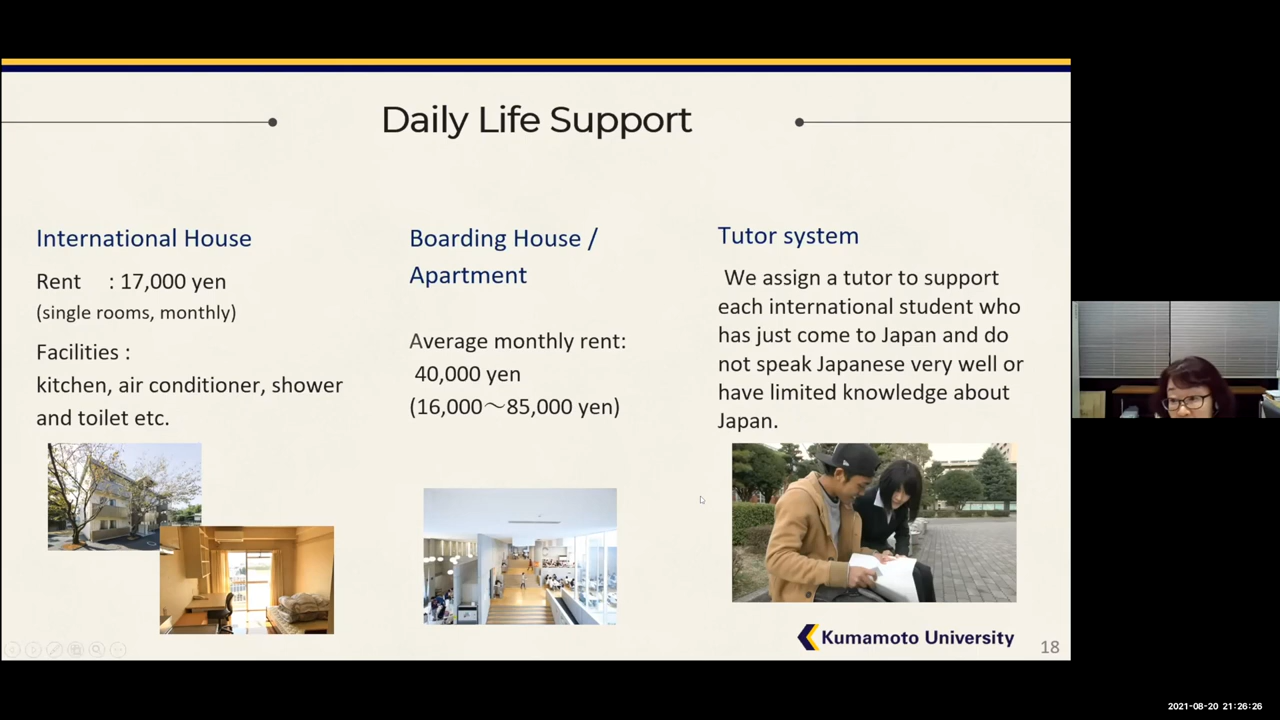 Daily Life Support
International House
Rent : 17,000 yen
(single rooms, monthly)
Facilities :
kitchen, air conditioner, shower
and toilet etc.
Boarding House /
Apartment
Average monthly rent:
40,000 yen
(16,000～85,000 yen)
Tutor system
We assign a tutor to support
each international student who
has just come to Japan and do
not speak Japanese very well or
have limited knowledge about
Japan.
Kumamoto University
18
2021-08-20 21:26:26